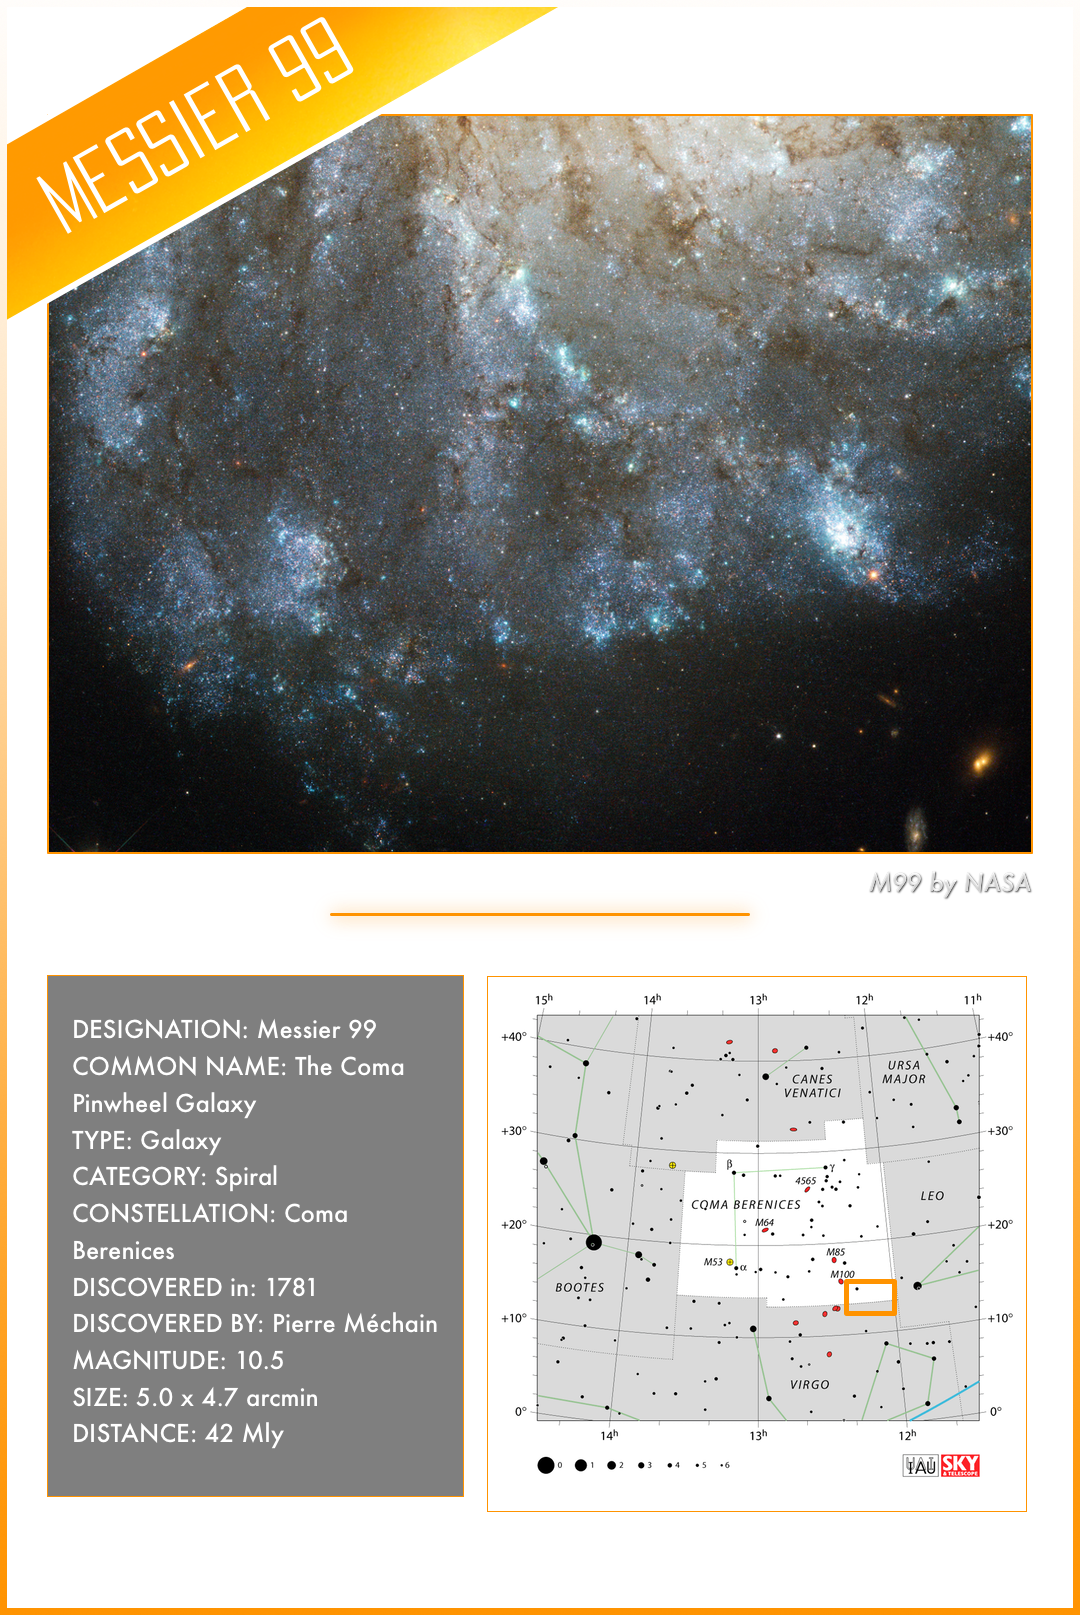 MESSIER 99
M99 by NASA
DESIGNATION: Messier 99
COMMON NAME: The Coma
Pinwheel Galaxy
TYPE: Galaxy
CATEGORY: Spiral
CONSTELLATION: Coma
Berenices
DISCOVERED in: 1781
DISCOVERED BY: Pierre Méchain
MAGNITUDE: 10.5
SIZE: 5.0 x 4.7 arcmin
DISTANCE: 42 Mly
15h 14h 13h 12h 11h
+40° +40°
URSA
MAJOR
CANES
VENATICI
+30° +30°
β γ
4565
LEO
COMA BERENICES
M64
+20° +20°
M85
M53 α
M100
BOOTES
+10° +10°
VIRGO
0° 0°
14h 13h 12h
0 1 2 3 4 5 6
IAU
SKY
& TELESCOPE